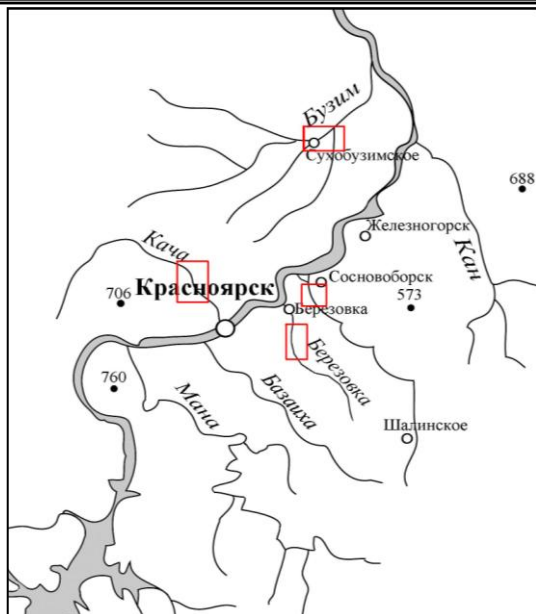 Бузим
Сухобузимское
688
Железногорск
Кача
Кан
Сосновоборск
Красноярск
706
573
Березовка
760
Березовка
Мана
Базаиха
Шалинское